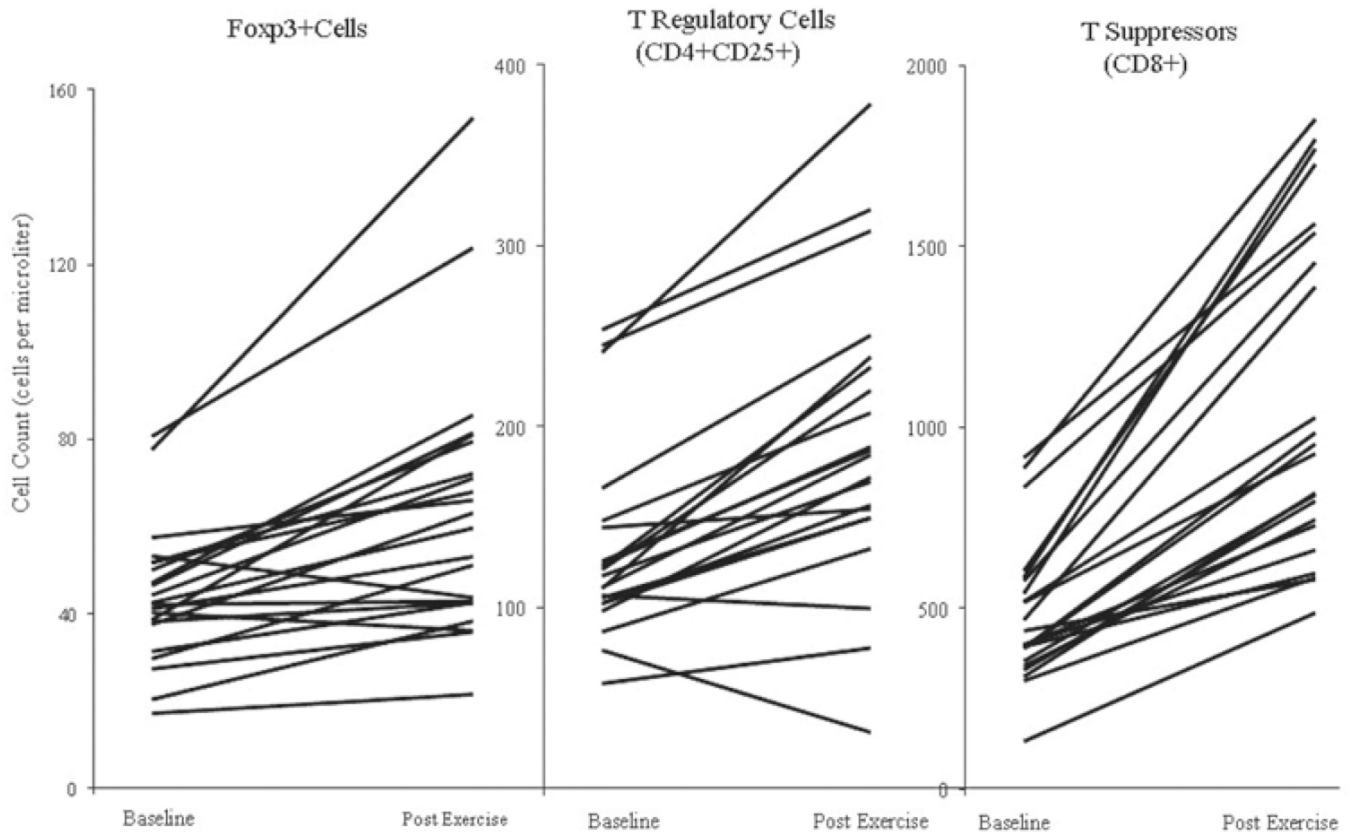 Foxp3+Cells
T Regulatory Cells
(CD4+CD25+)
T Suppressors
(CD8+)
Cell Count (cells per microliter)
160
120
80
40
0
400
300
200
100
0
2000
1500
1000
500
0
Baseline
Post Exercise
Baseline
Post Exercise
Baseline
Post Exercise